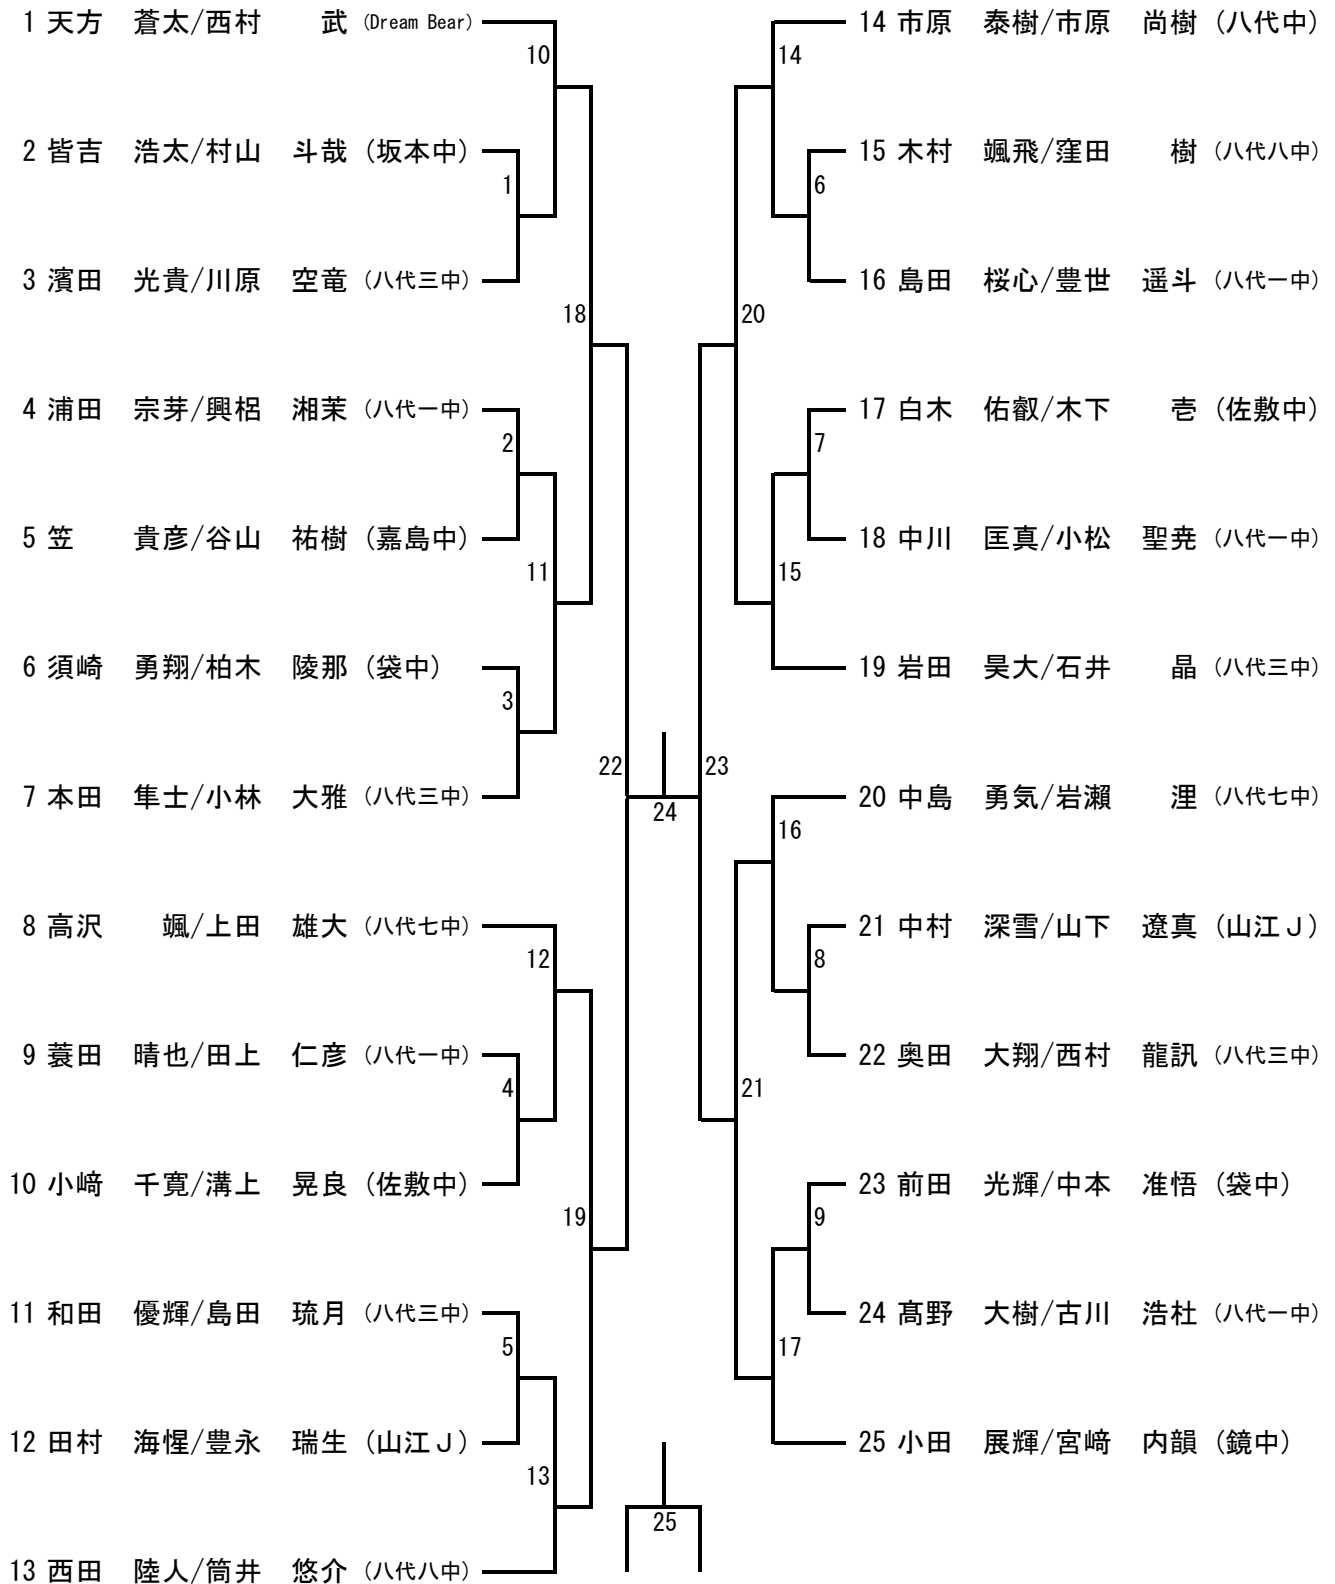 1 天方 蒼太/西村 武 (Dream Bear)
10
2 皆吉 浩太/村山 斗哉 (坂本中)
1
3 濱田 光貴/川原 空竜 (八代三中)
18
4 浦田 宗芽/興梠 湘茉 (八代一中)
2
5 笠 貴彦/谷山 祐樹 (嘉島中)
11
6 須崎 勇翔/柏木 陵那 (袋中)
3
22
7 本田 隼士/小林 大雅 (八代三中)
24
8 高沢 颯/上田 雄大 (八代七中)
12
9 蓑田 晴也/田上 仁彦 (八代一中)
4
10 小﨑 千寛/溝上 晃良 (佐敷中)
19
11 和田 優輝/島田 琉月 (八代三中)
5
12 田村 海惺/豊永 瑞生 (山江J)
13
25
13 西田 陸人/筒井 悠介 (八代八中)
14 市原 泰樹/市原 尚樹 (八代中)
14
15 木村 颯飛/窪田 樹 (八代八中)
6
16 島田 桜心/豊世 遥斗 (八代一中)
20
17 白木 佑叡/木下 壱 (佐敷中)
7
18 中川 匡真/小松 聖尭 (八代一中)
15
19 岩田 昊大/石井 晶 (八代三中)
23
20 中島 勇気/岩瀬 浬 (八代七中)
16
21 中村 深雪/山下 遼真 (山江J)
8
22 奥田 大翔/西村 龍訊 (八代三中)
21
23 前田 光輝/中本 准悟 (袋中)
9
24 髙野 大樹/古川 浩杜 (八代一中)
17
25 小田 展輝/宮﨑 内韻 (鏡中)